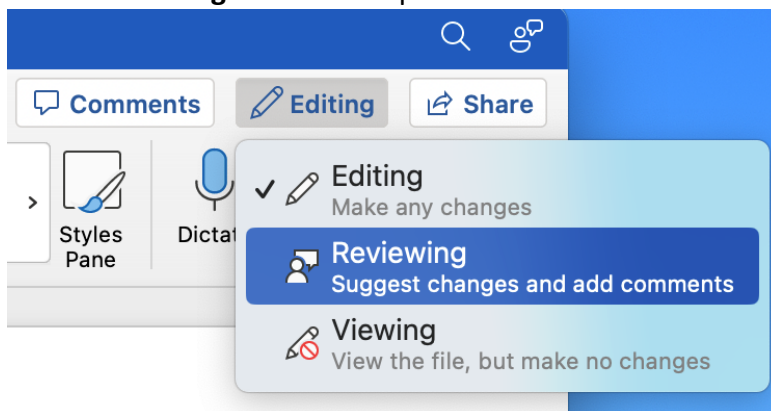 Comments Editing Share
Styles
Pane
Editing
Make any changes
Reviewing
Suggest changes and add comments
Viewing
View the file, but make no changes